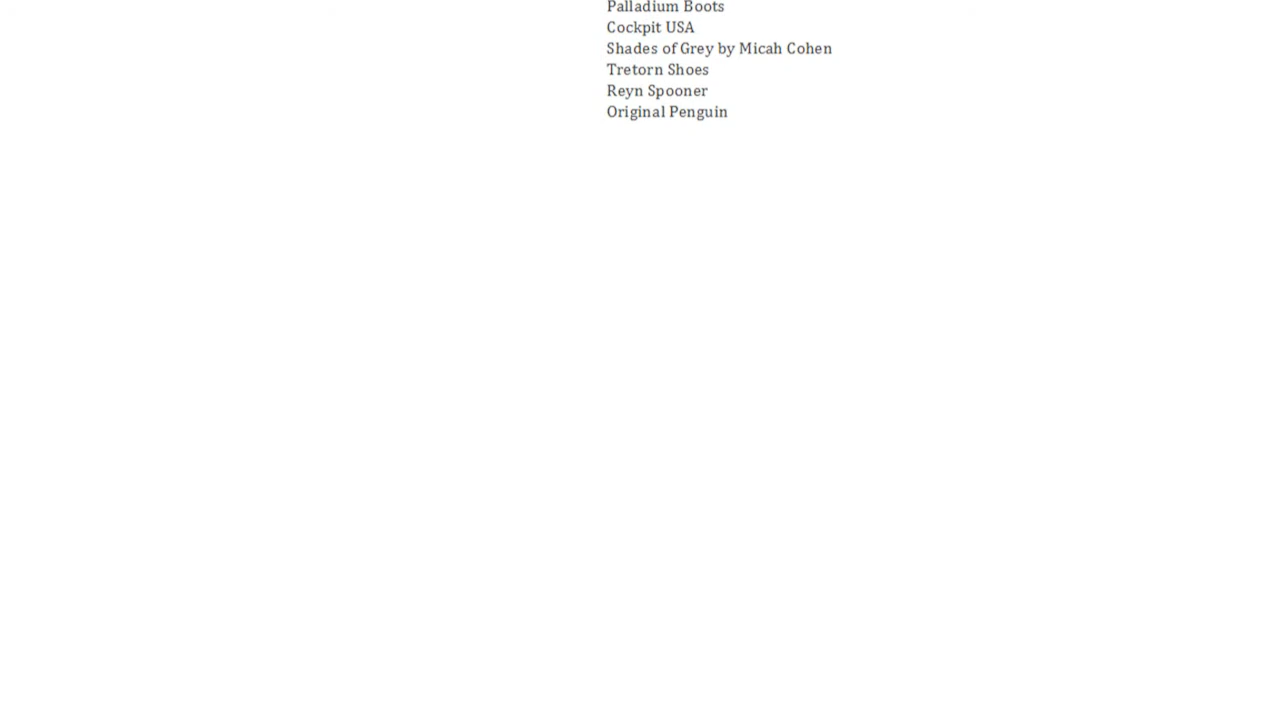 Palladium Boots
Cockpit USA
Shades of Grey by Micah Cohen
Tretorn Shoes
Reyn Spooner
Original Penguin